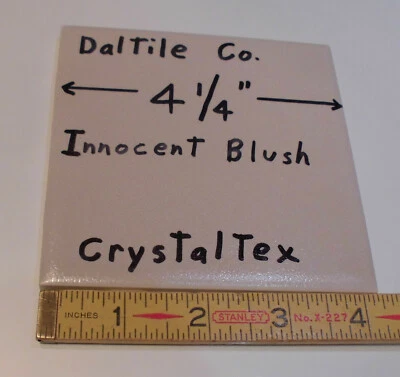 DalTile Co.
4 1/4"
Innocent Blush
CrystalTex
INCHES 1 2 STANLEY 3 No. X-227 4